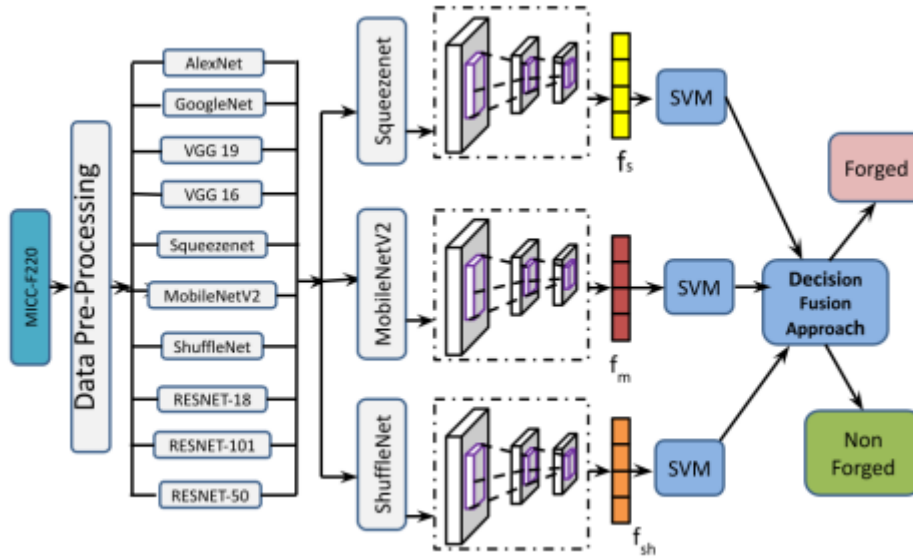 MICC-F220
Data Pre-Processing
AlexNet
GoogleNet
VGG 19
VGG 16
Squeezenet
MobileNetV2
ShuffleNet
RESNET-18
RESNET-101
RESNET-50
Squeezenet
MobileNetV2
ShuffleNet
fs
fm
fsh
SVM
SVM
SVM
Decision
Fusion
Approach
Forged
Non
Forged